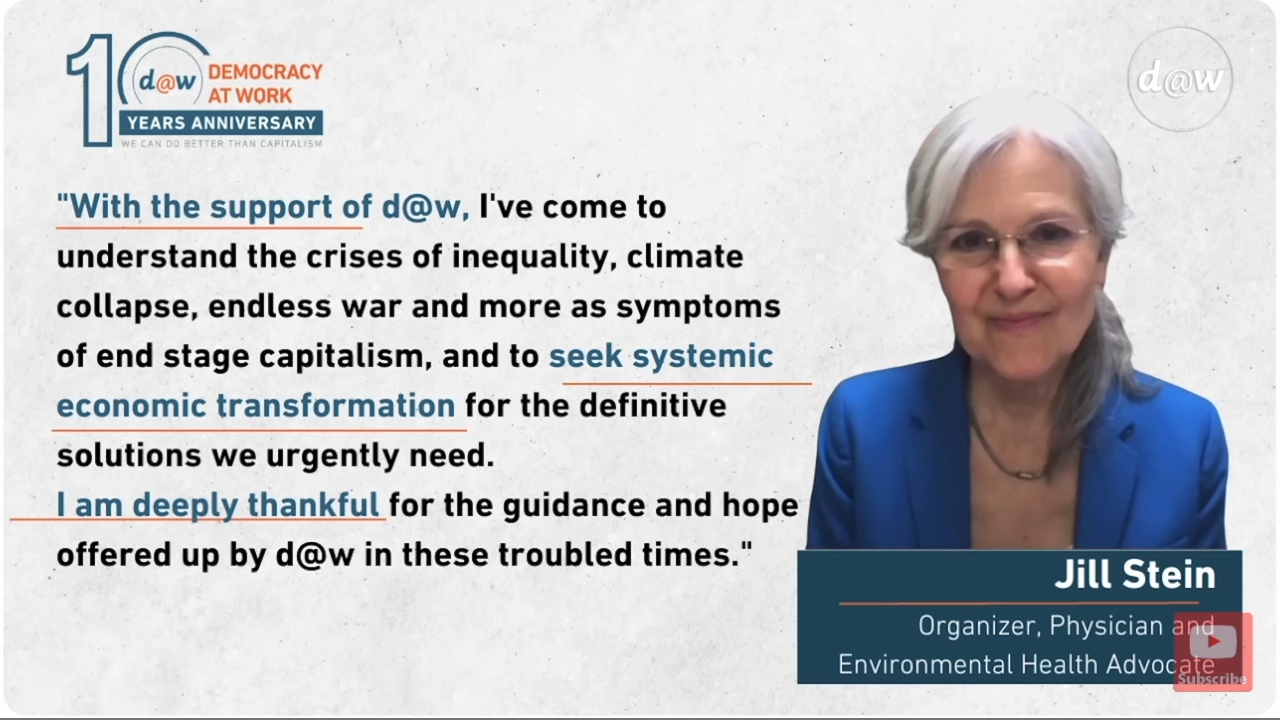 10
d@w
DEMOCRACY
AT WORK
YEARS ANNIVERSARY
WE CAN DO BETTER THAN CAPITALISM
d@w
"With the support of d@w, I've come to
understand the crises of inequality, climate
collapse, endless war and more as symptoms
of end stage capitalism, and to seek systemic
economic transformation for the definitive
solutions we urgently need.
I am deeply thankful for the guidance and hope
offered up by d@w in these troubled times."
Jill Stein
Organizer, Physician and
Environmental Health Advocate
Subscribe